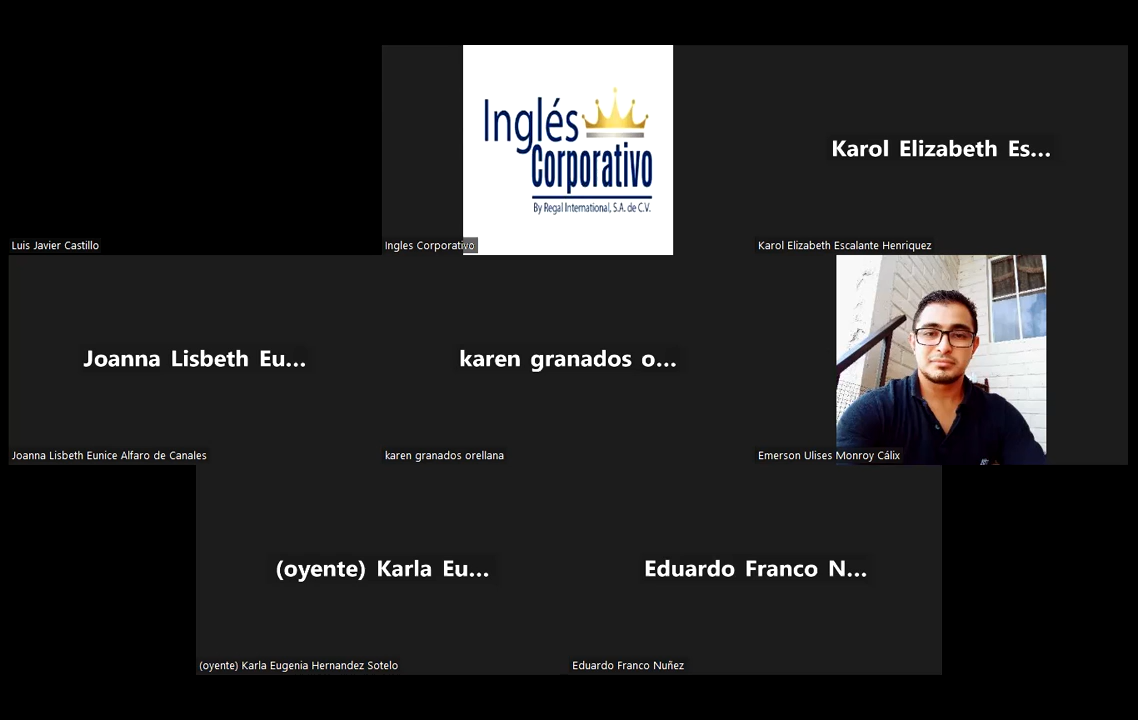 Inglés
Corporativo
By Regal International, S.A. de C.V.
Karol Elizabeth Es...
Luis Javier Castillo
Ingles Corporativo
Karol Elizabeth Escalante Henriquez
Joanna Lisbeth Eu...
karen granados o...
Joanna Lisbeth Eunice Alfaro de Canales
karen granados orellana
Emerson Ulises Monroy Cálix
(oyente) Karla Eu...
Eduardo Franco N...
(oyente) Karla Eugenia Hernandez Sotelo
Eduardo Franco Nuñez